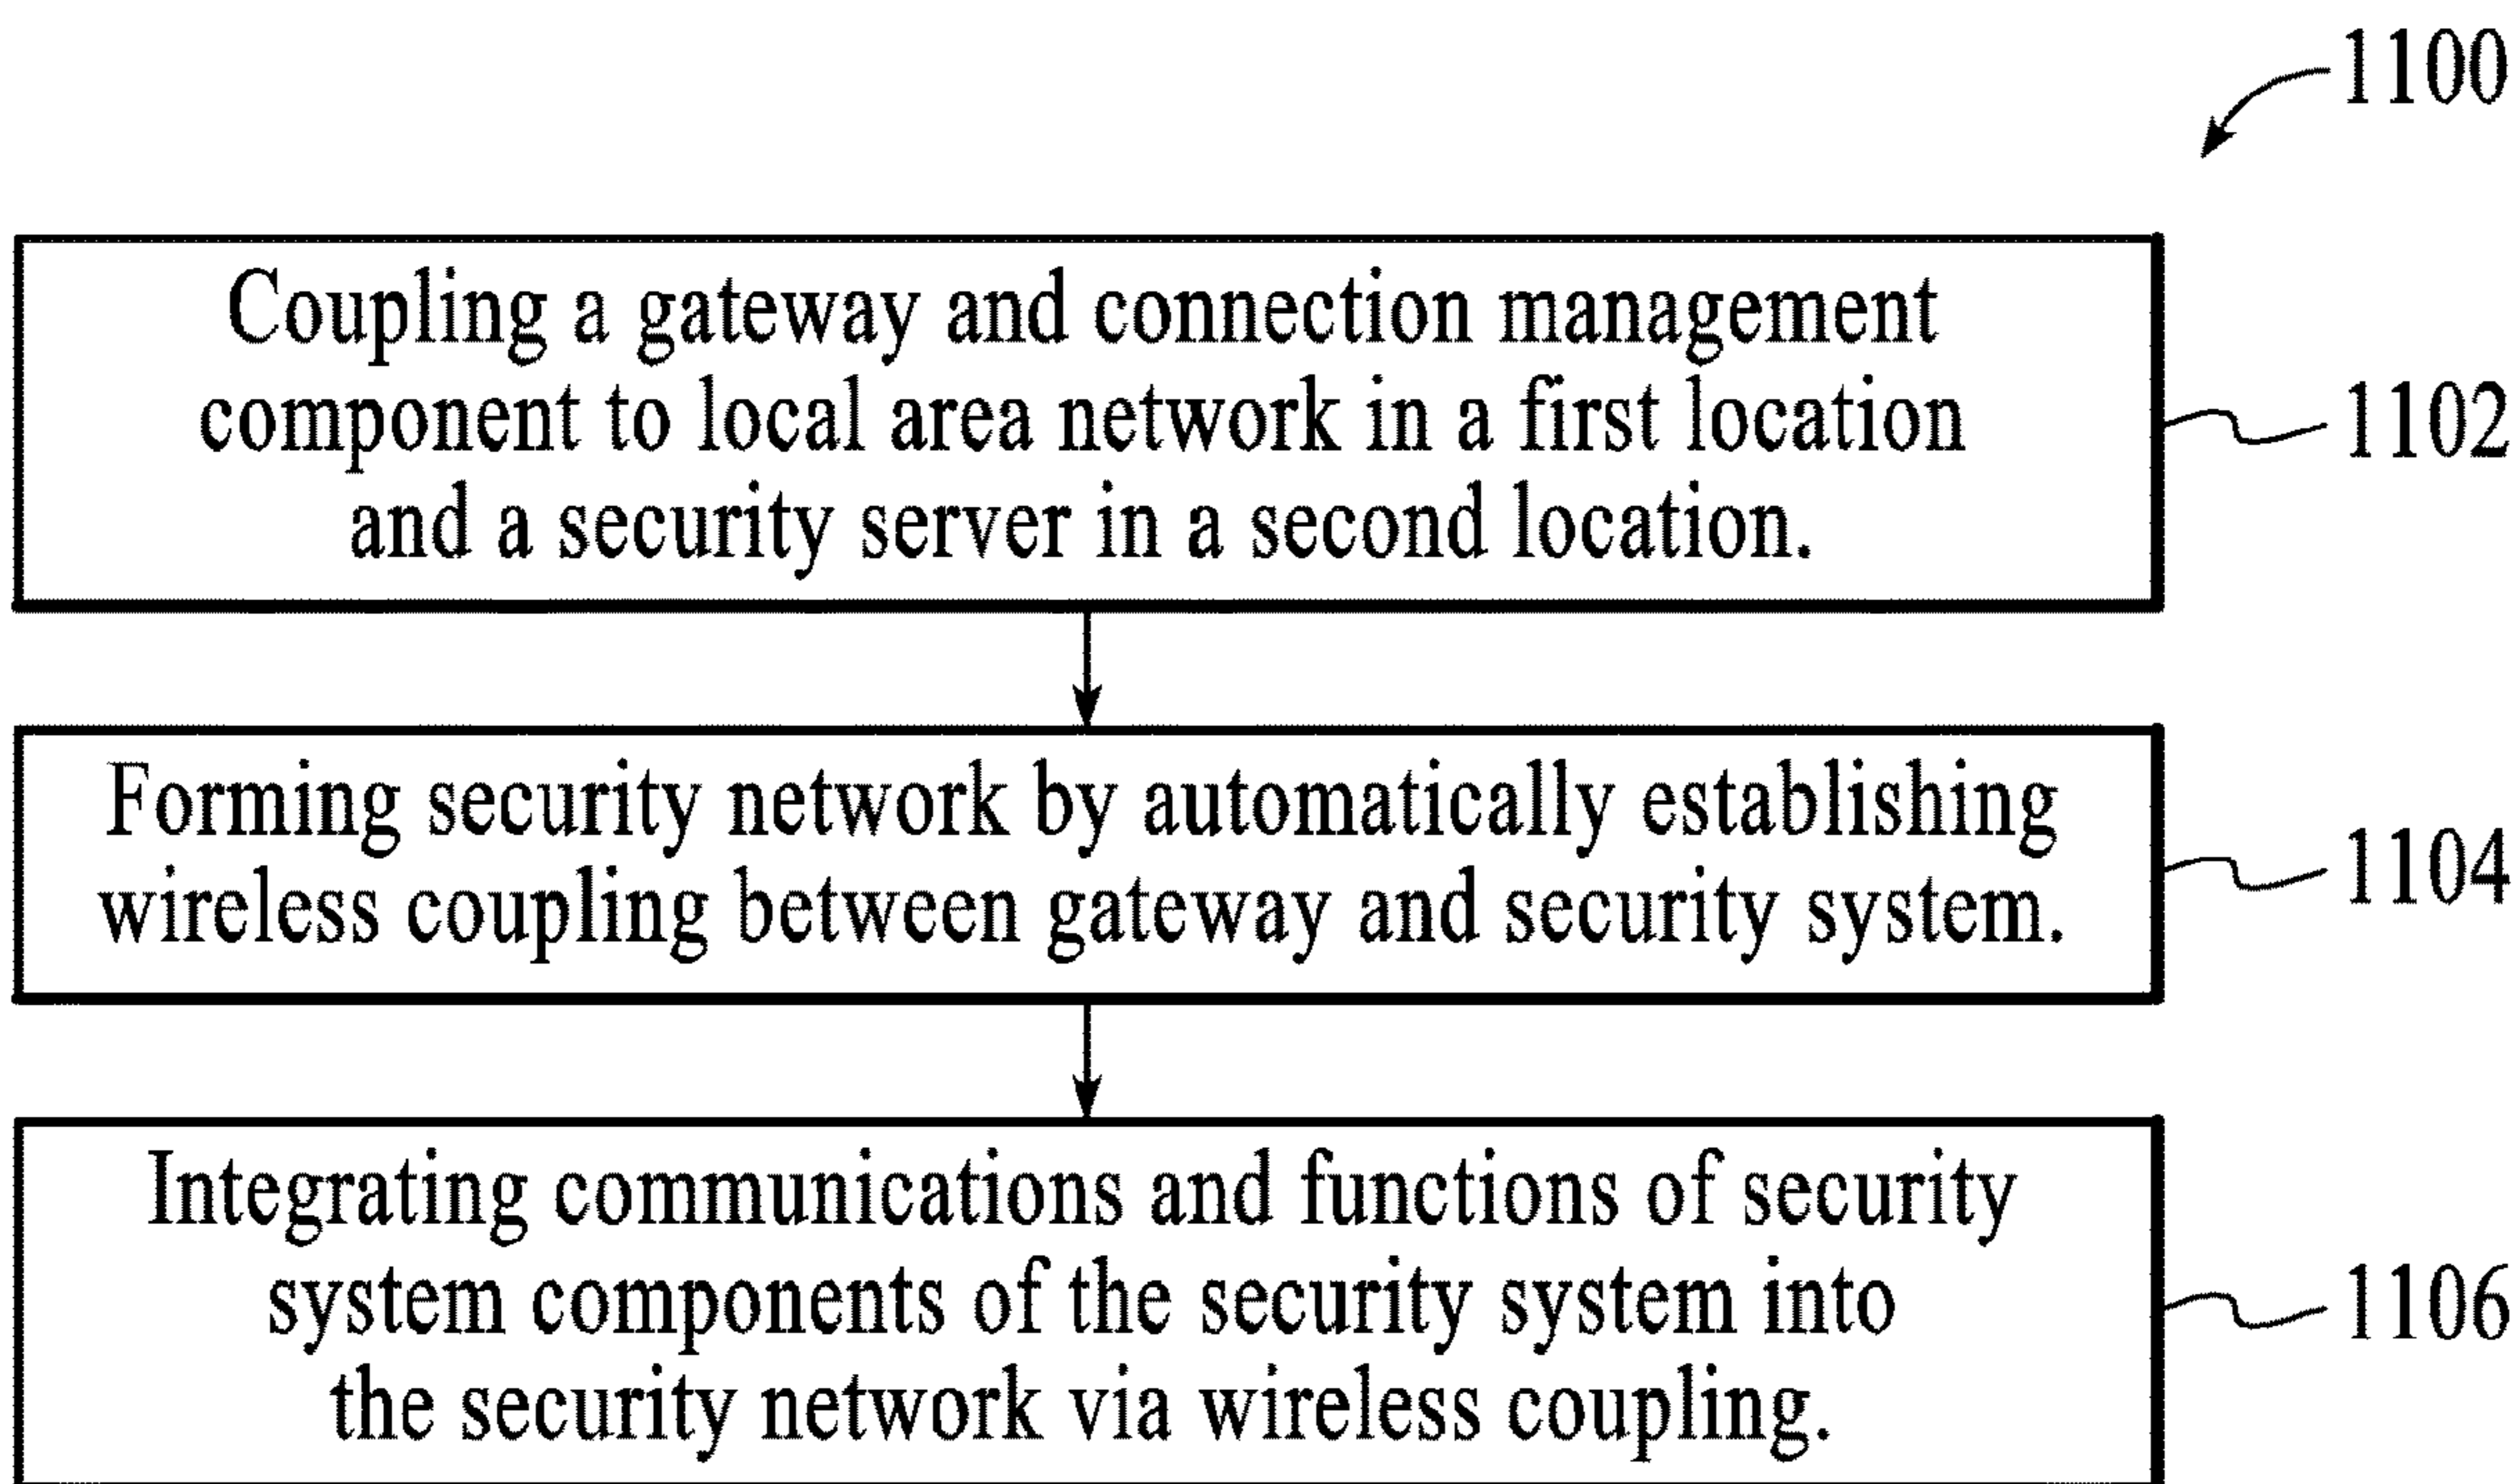 1100
Coupling a gateway and connection management
component to local area network in a first location
and a security server in a second location.
1102
Forming security network by automatically establishing
wireless coupling between gateway and security system.
1104
Integrating communications and functions of security
system components of the security system into
the security network via wireless coupling.
1106